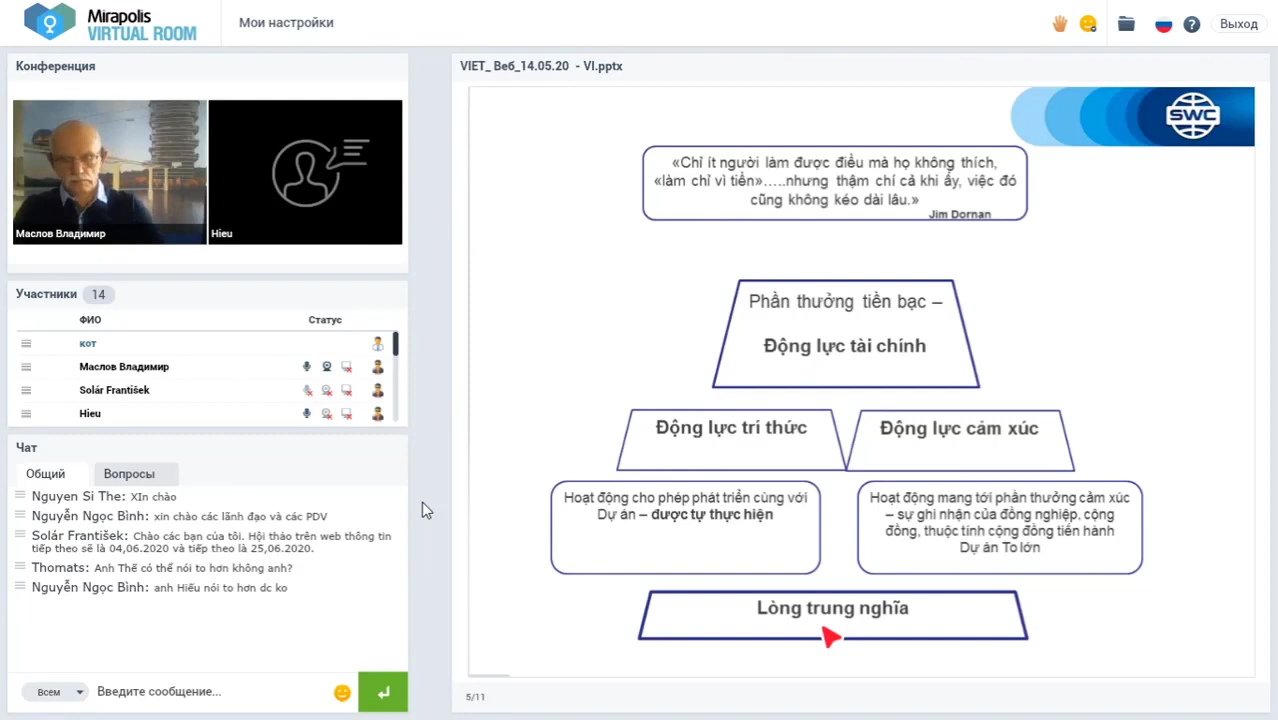 Mirapolis
VIRTUAL ROOM
Мои настройки
Выход
Конференция
Маслов Владимир
Hieu
Участники 14
ФИО Статус
кот
Маслов Владимир
Solár František
Hieu
Чат
Общий Вопросы
Nguyen Si The: XIn chào
Nguyễn Ngọc Bình: xin chào các lãnh đạo và các PDV
Solár František: Chào các bạn của tôi. Hội thảo trên web thông tin
tiếp theo sẽ là 04,06.2020 và tiếp theo là 25,06.2020.
Thomats: Anh Thế có thể nói to hơn không anh?
Nguyễn Ngọc Bình: anh Hiếu nói to hơn dc ko
Всем Введите сообщение...
VIET_ Веб_14.05.20 - VI.pptx
SWC
«Chỉ ít người làm được điều mà họ không thích,
«làm chỉ vì tiền»…..nhưng thậm chí cả khi ấy, việc đó
cũng không kéo dài lâu.»
Jim Dornan
Phần thưởng tiền bạc –
Động lực tài chính
Động lực tri thức
Động lực cảm xúc
Hoạt động cho phép phát triển cùng với
Dự án – được tự thực hiện
Hoạt động mang tới phần thưởng cảm xúc
– sự ghi nhận của đồng nghiệp, cộng
đồng, thuộc tính cộng đồng tiến hành
Dự án To lớn
Lòng trung nghĩa
5/11